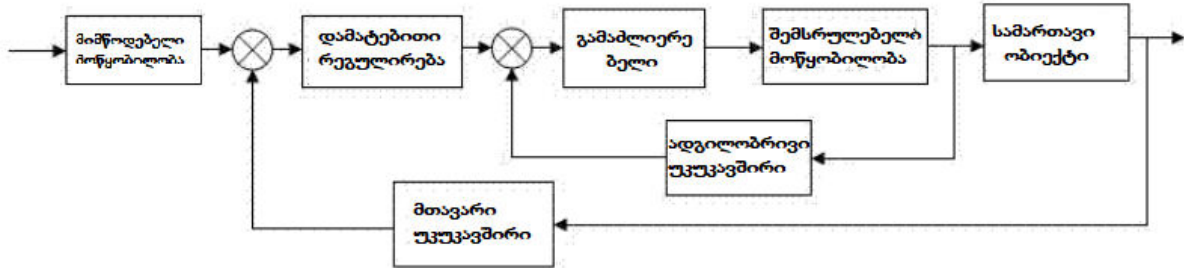 მიმწოდებელი
მოწყობილობა
დამატებითი
რეგულირება
გამაძლიერე
ბელი
შემსრულებელი
მოწყობილობა
სამართავი
ობიექტი
ადგილობრივი
უკუკავშირი
მთავარი
უკუკავშირი